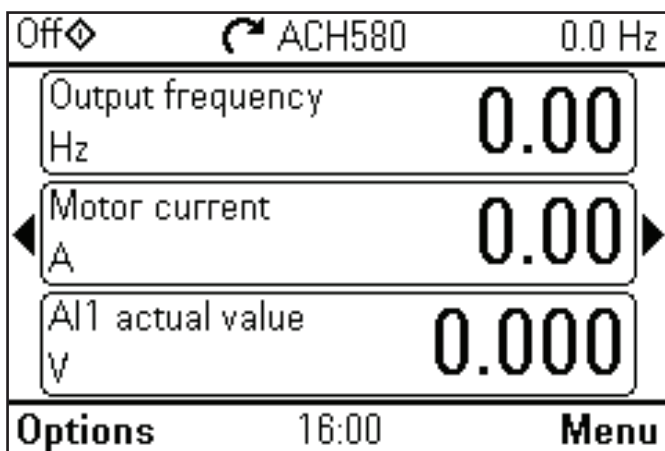 Off ACH580 0.0 Hz
Output frequency
Hz
0.00
Motor current
A
0.00
AI1 actual value
V
0.000
Options 16:00 Menu